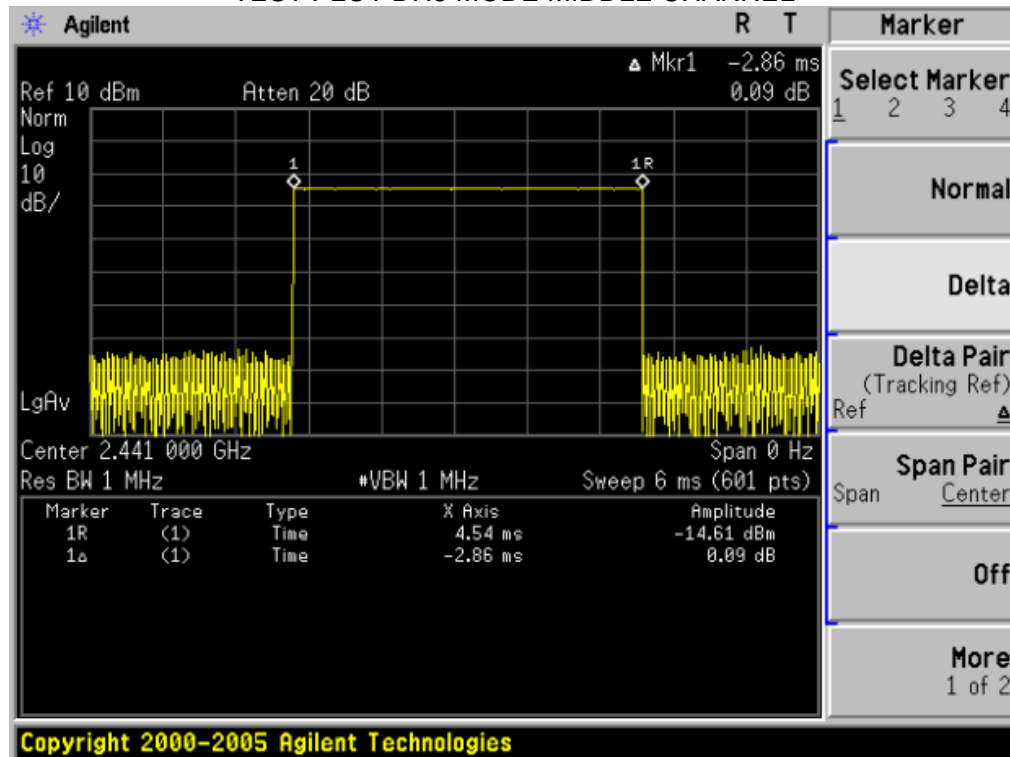 Agilent R T Marker
▵ Mkr1 -2.86 ms
Ref 10 dBm Atten 20 dB 0.09 dB
Norm
Log
10
dB/
1 1R
LgAv
Center 2.441 000 GHz Span 0 Hz
Res BW 1 MHz #VBW 1 MHz Sweep 6 ms (601 pts)
Marker Trace Type X Axis Amplitude
1R (1) Time 4.54 ms -14.61 dBm
1▵ (1) Time -2.86 ms 0.09 dB
Select Marker
1 2 3 4
Normal
Delta
Delta Pair
(Tracking Ref)
Ref ▵
Span Pair
Span Center
Off
More
1 of 2
Copyright 2000-2005 Agilent Technologies